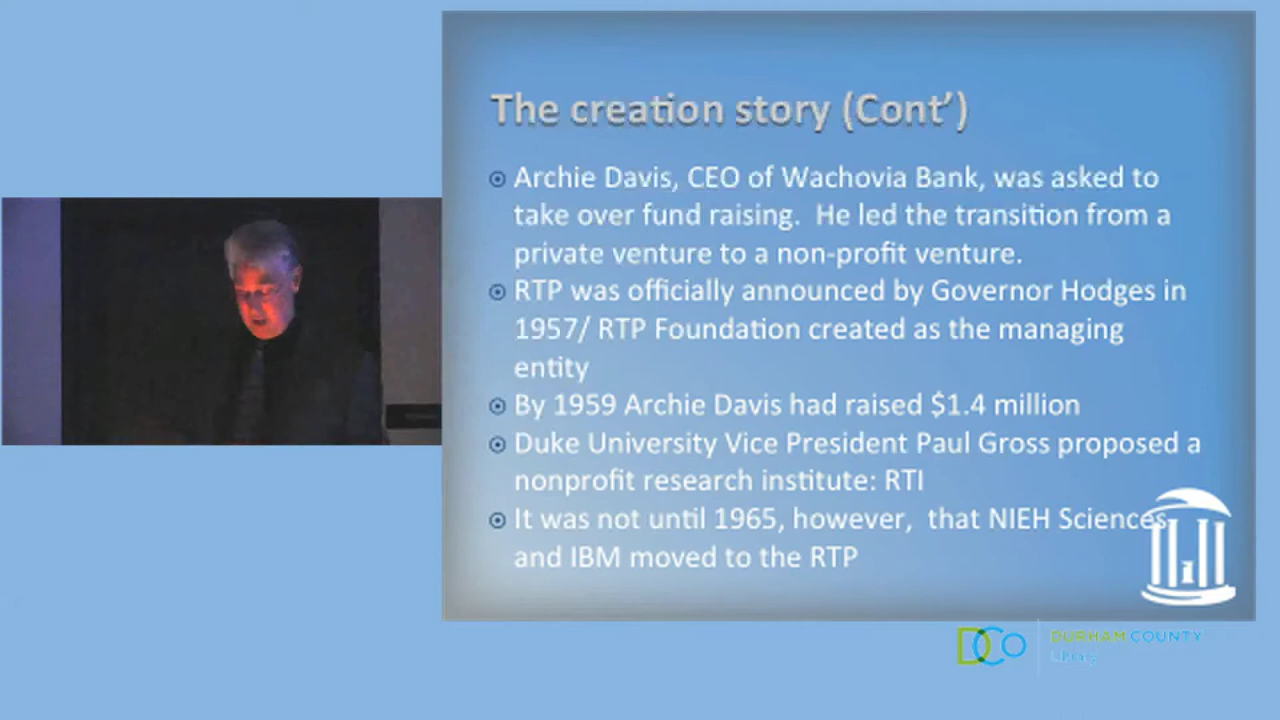 The creation story (Cont’)
Archie Davis, CEO of Wachovia Bank, was asked to
take over fund raising.  He led the transition from a
private venture to a non-profit venture.
RTP was officially announced by Governor Hodges in
1957/ RTP Foundation created as the managing
entity
By 1959 Archie Davis had raised $1.4 million
Duke University Vice President Paul Gross proposed a
nonprofit research institute: RTI
It was not until 1965, however,  that NIEH Sciences
and IBM moved to the RTP
DCo
DURHAM COUNTY
Library